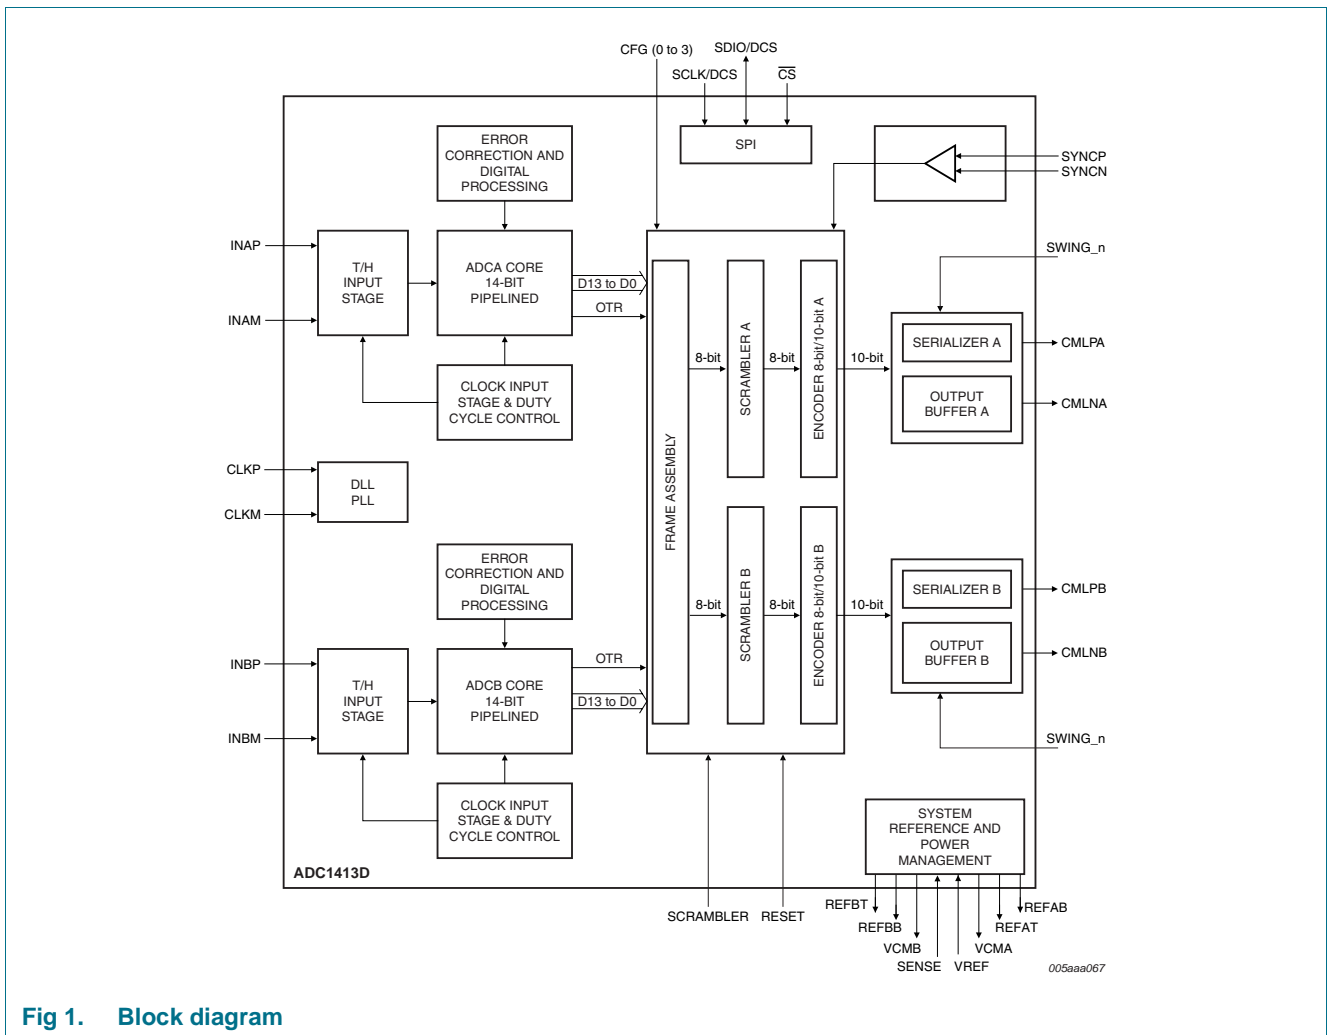 CFG (0 to 3)
SDIO/DCS
SCLK/DCS
CS
ERROR
CORRECTION AND
DIGITAL
PROCESSING
SPI
SYNCP
SYNCN
INAP
INAM
T/H
INPUT
STAGE
ADCA CORE
14-BIT
PIPELINED
D13 to D0
OTR
SWING_n
CLOCK INPUT
STAGE & DUTY
CYCLE CONTROL
FRAME ASSEMBLY
8-bit
SCRAMBLER A
8-bit
ENCODER 8-bit/10-bit A
10-bit
SERIALIZER A
OUTPUT
BUFFER A
CMLPA
CMLNA
CLKP
CLKM
DLL
PLL
ERROR
CORRECTION AND
DIGITAL
PROCESSING
INBP
INBM
T/H
INPUT
STAGE
ADCB CORE
14-BIT
PIPELINED
OTR
D13 to D0
8-bit
SCRAMBLER B
8-bit
ENCODER 8-bit/10-bit B
10-bit
SERIALIZER B
OUTPUT
BUFFER B
CMLPB
CMLNB
SWING_n
CLOCK INPUT
STAGE & DUTY
CYCLE CONTROL
SYSTEM
REFERENCE AND
POWER
MANAGEMENT
ADC1413D
SCRAMBLER
RESET
REFBT
REFBB
VCMB
SENSE
VREF
VCMA
REFAT
REFAB
005aaa067
Fig 1. Block diagram